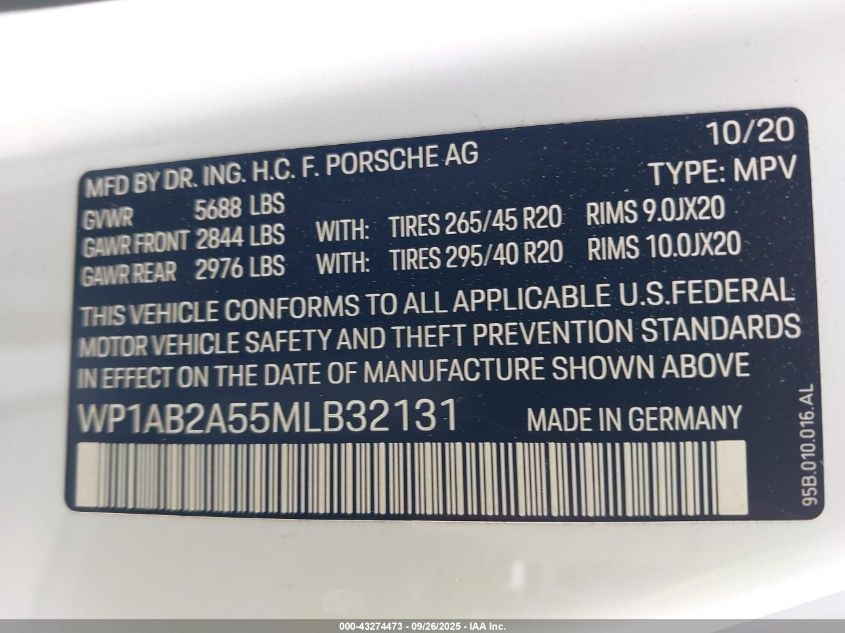 10/20
MFD BY DR. ING. H.C. F. PORSCHE AG TYPE: MPV
GVWR 5688 LBS
GAWR FRONT 2844 LBS WITH: TIRES 265/45 R20 RIMS 9.0JX20
GAWR REAR 2976 LBS WITH: TIRES 295/40 R20 RIMS 10.0JX20
THIS VEHICLE CONFORMS TO ALL APPLICABLE U.S.FEDERAL
MOTOR VEHICLE SAFETY AND THEFT PREVENTION STANDARDS
IN EFFECT ON THE DATE OF MANUFACTURE SHOWN ABOVE
WP1AB2A55MLB32131 MADE IN GERMANY
95B.010.016.AL
000-43274473 - 09/26/2025 - IAA Inc.